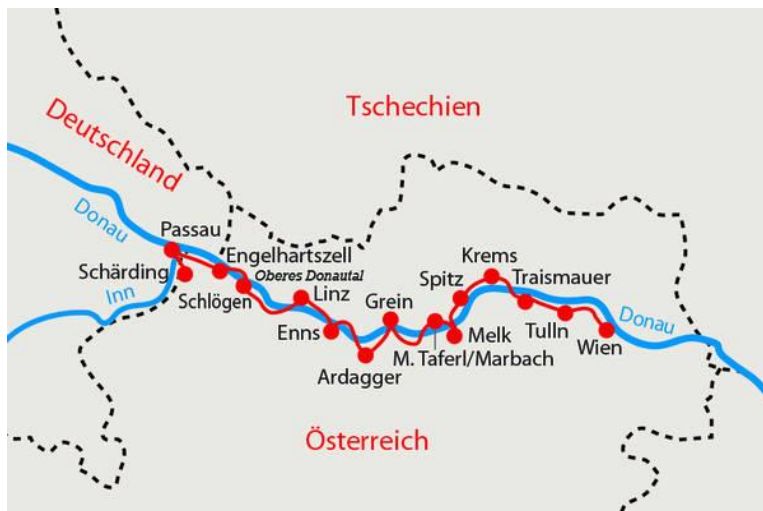 Tschechien
Deutschland
Donau
Passau
Engelhartszell
Oberes Donautal
Schärding
Schlögen
Inn
Linz
Enns
Grein
Ardagger
M. Taferl/Marbach
Melk
Spitz
Krems
Traismauer
Tulln
Wien
Donau
Österreich